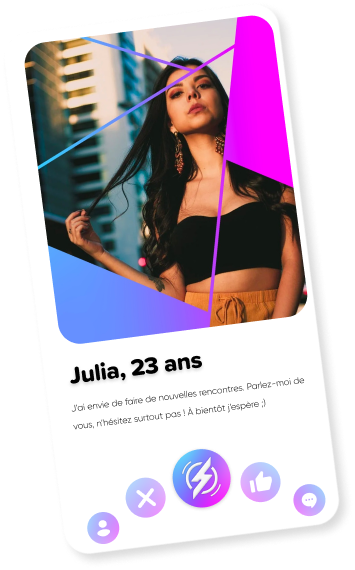 Julia, 23 ans
J'ai envie de faire de nouvelles rencontres. Parlez-moi de
vous, n'hésitez surtout pas ! À bientôt j'espère ;)